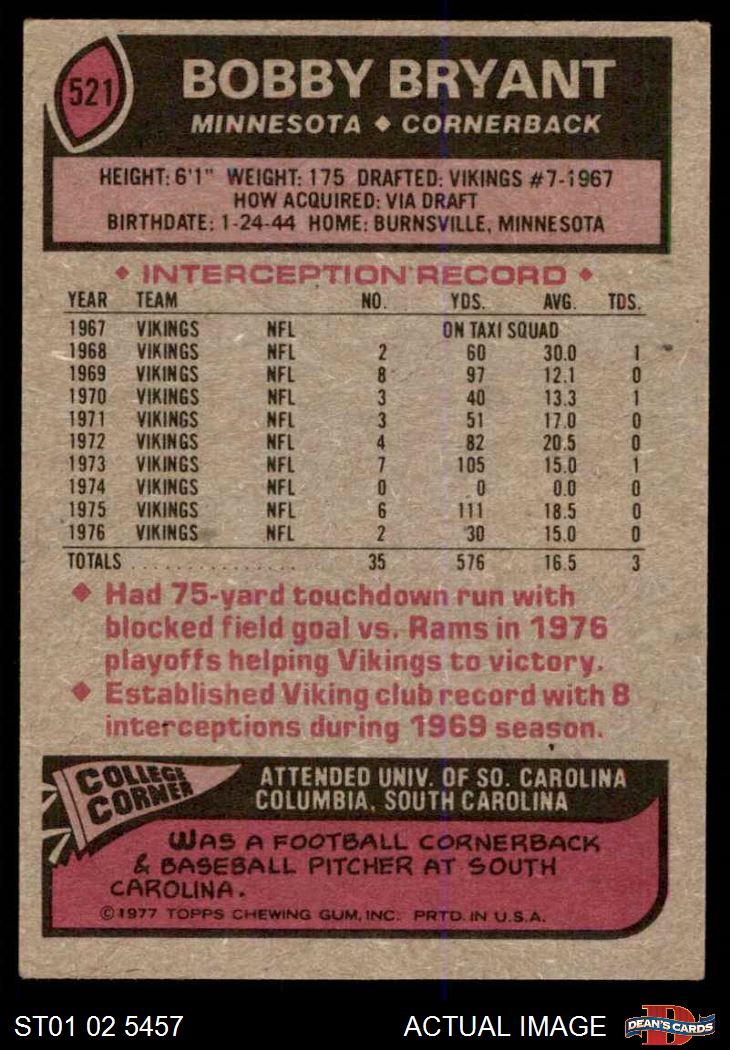 521
BOBBY BRYANT
MINNESOTA ◆ CORNERBACK
HEIGHT: 6'1" WEIGHT: 175 DRAFTED: VIKINGS #7-1967
HOW ACQUIRED: VIA DRAFT
BIRTHDATE: 1-24-44 HOME: BURNSVILLE, MINNESOTA
◆ INTERCEPTION RECORD ◆
YEAR TEAM NO. YDS. AVG. TDS.
1967 VIKINGS NFL ON TAXI SQUAD
1968 VIKINGS NFL 2 60 30.0 1
1969 VIKINGS NFL 8 97 12.1 0
1970 VIKINGS NFL 3 40 13.3 1
1971 VIKINGS NFL 3 51 17.0 0
1972 VIKINGS NFL 4 82 20.5 0
1973 VIKINGS NFL 7 105 15.0 1
1974 VIKINGS NFL 0 0 0.0 0
1975 VIKINGS NFL 6 111 18.5 0
1976 VIKINGS NFL 2 30 15.0 0
TOTALS . . . . . . . . . . . . . . . 35 576 16.5 3
◆ Had 75-yard touchdown run with
blocked field goal vs. Rams in 1976
playoffs helping Vikings to victory.
◆ Established Viking club record with 8
interceptions during 1969 season.
COLLEGE
CORNER
ATTENDED UNIV. OF SO. CAROLINA
COLUMBIA, SOUTH CAROLINA
WAS A FOOTBALL CORNERBACK
& BASEBALL PITCHER AT SOUTH
CAROLINA.
©1977 TOPPS CHEWING GUM, INC. PRTD. IN U.S.A.
ST01 02 5457
ACTUAL IMAGE
D
DEAN'S CARDS